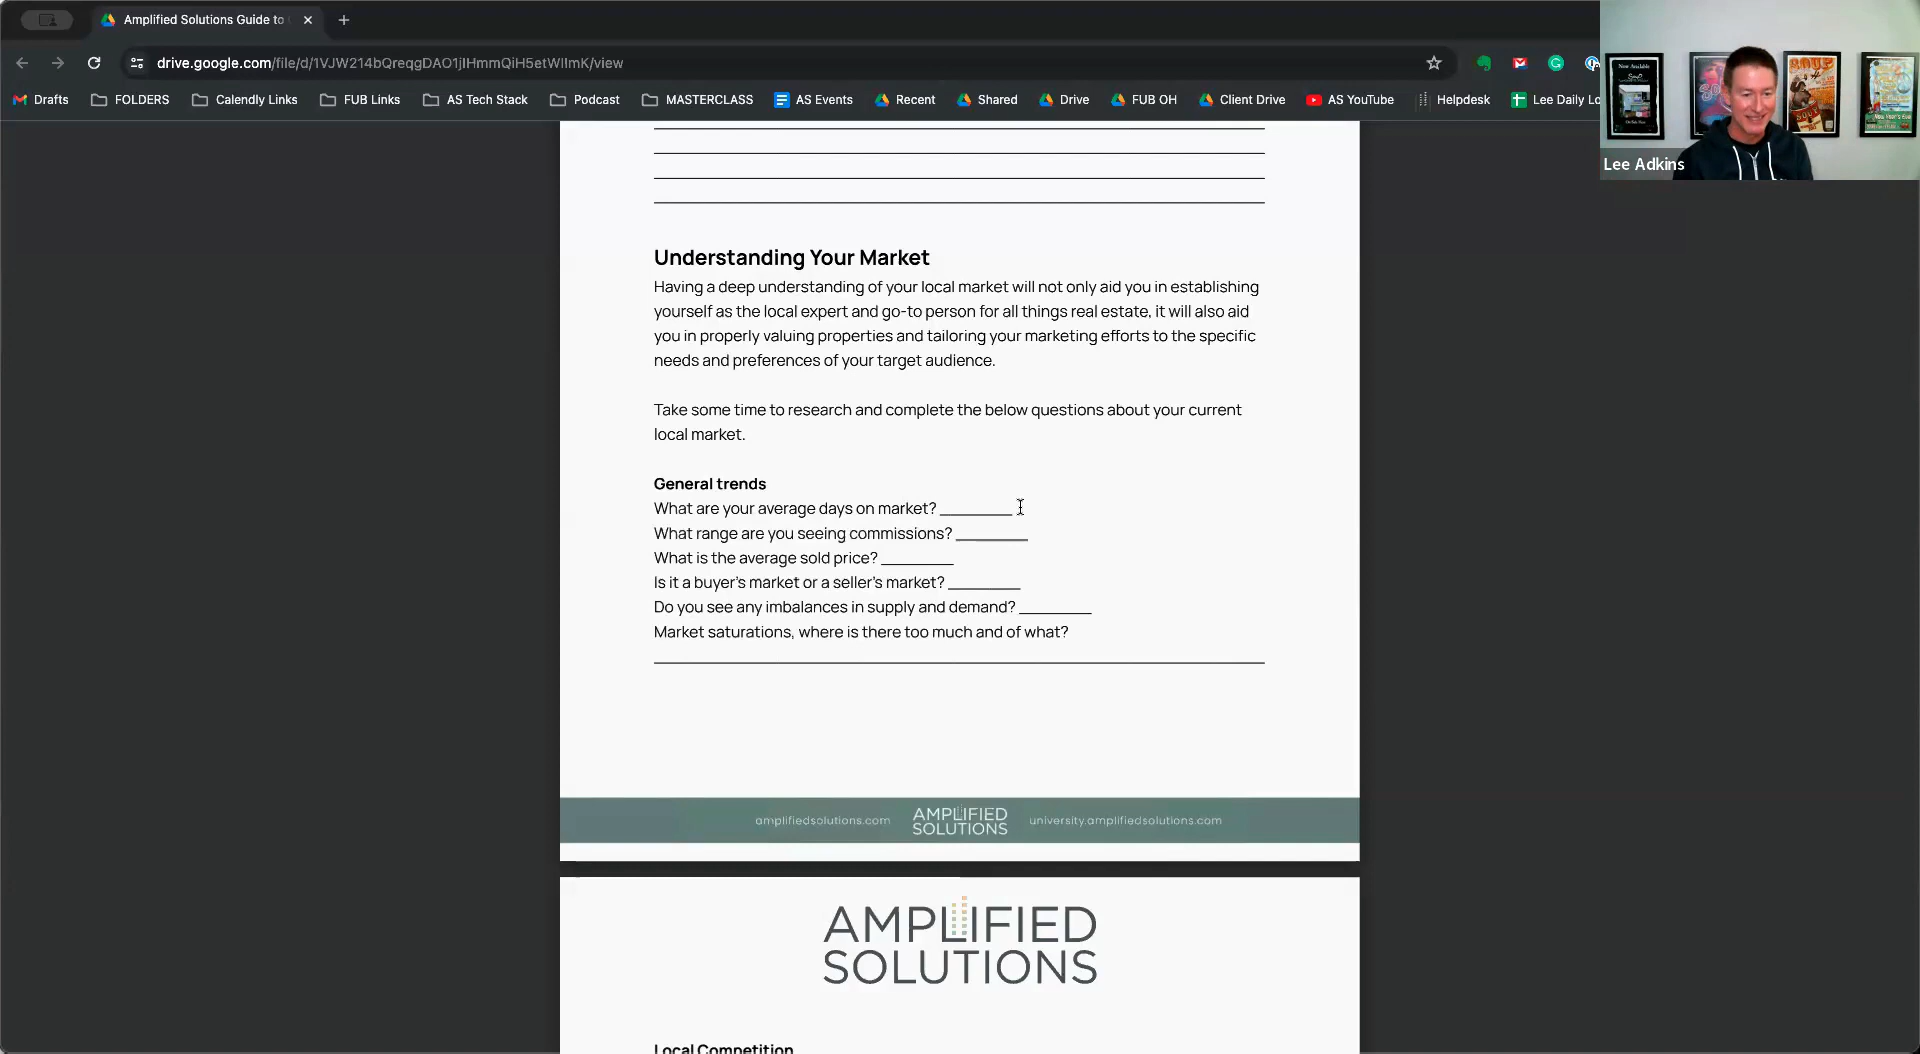 Amplified Solutions Guide to
drive.google.com/file/d/1VJW214bQreqgDAO1jIHmmQiH5etWlImK/view
Drafts FOLDERS Calendly Links FUB Links AS Tech Stack Podcast MASTERCLASS AS Events Recent Shared Drive FUB OH Client Drive AS YouTube Helpdesk Lee Daily Lo
Lee Adkins
Understanding Your Market
Having a deep understanding of your local market will not only aid you in establishing
yourself as the local expert and go-to person for all things real estate, it will also aid
you in properly valuing properties and tailoring your marketing efforts to the specific
needs and preferences of your target audience.
Take some time to research and complete the below questions about your current
local market.
General trends
What are your average days on market? _________
What range are you seeing commissions? _________
What is the average sold price? _________
Is it a buyer's market or a seller's market? _________
Do you see any imbalances in supply and demand? _________
Market saturations, where is there too much and of what?
amplifiedsolutions.com AMPLIFIED SOLUTIONS university.amplifiedsolutions.com
AMPLIFIED
SOLUTIONS
Local Competition